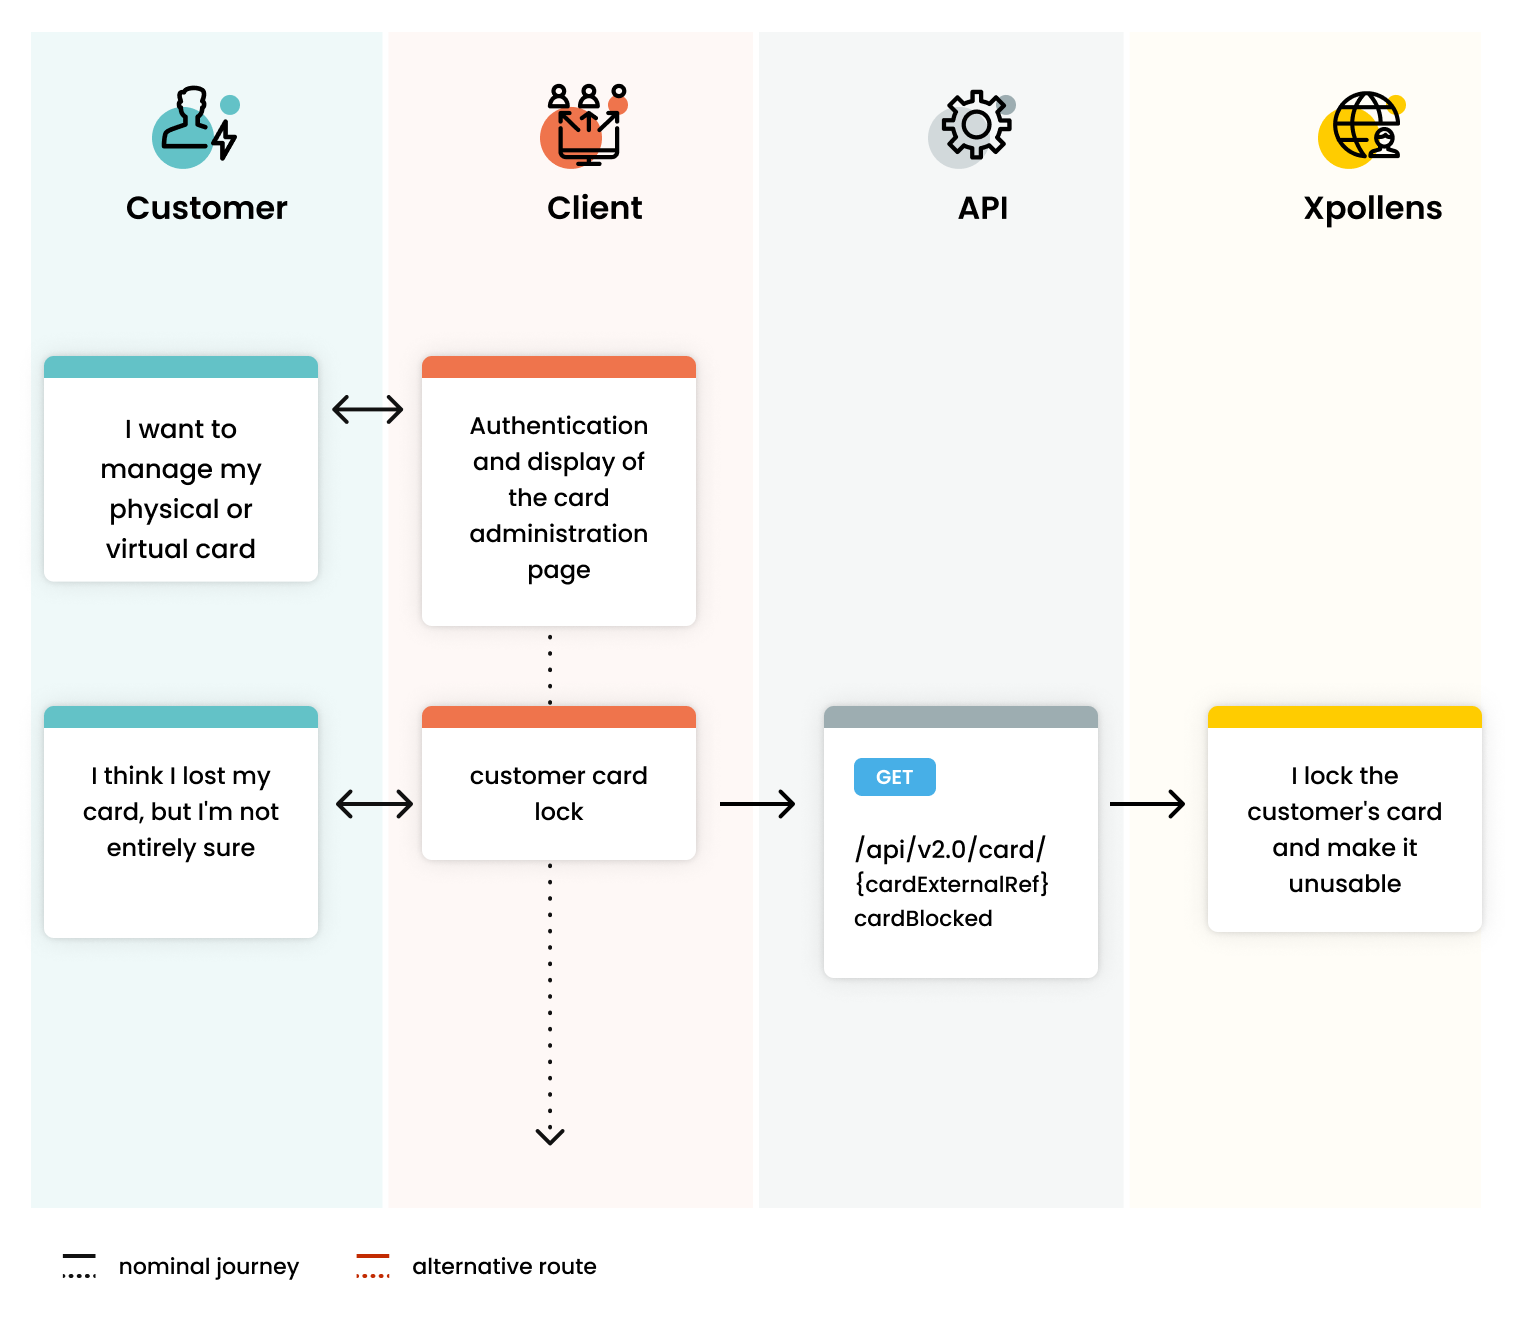 Customer
Client
API
Xpollens
I want to
manage my
physical or
virtual card
Authentication
and display of
the card
administration
page
I think I lost my
card, but I'm not
entirely sure
customer card
lock
GET
/api/v2.0/card/
{cardExternalRef}
cardBlocked
I lock the
customer's card
and make it
unusable
nominal journey
alternative route